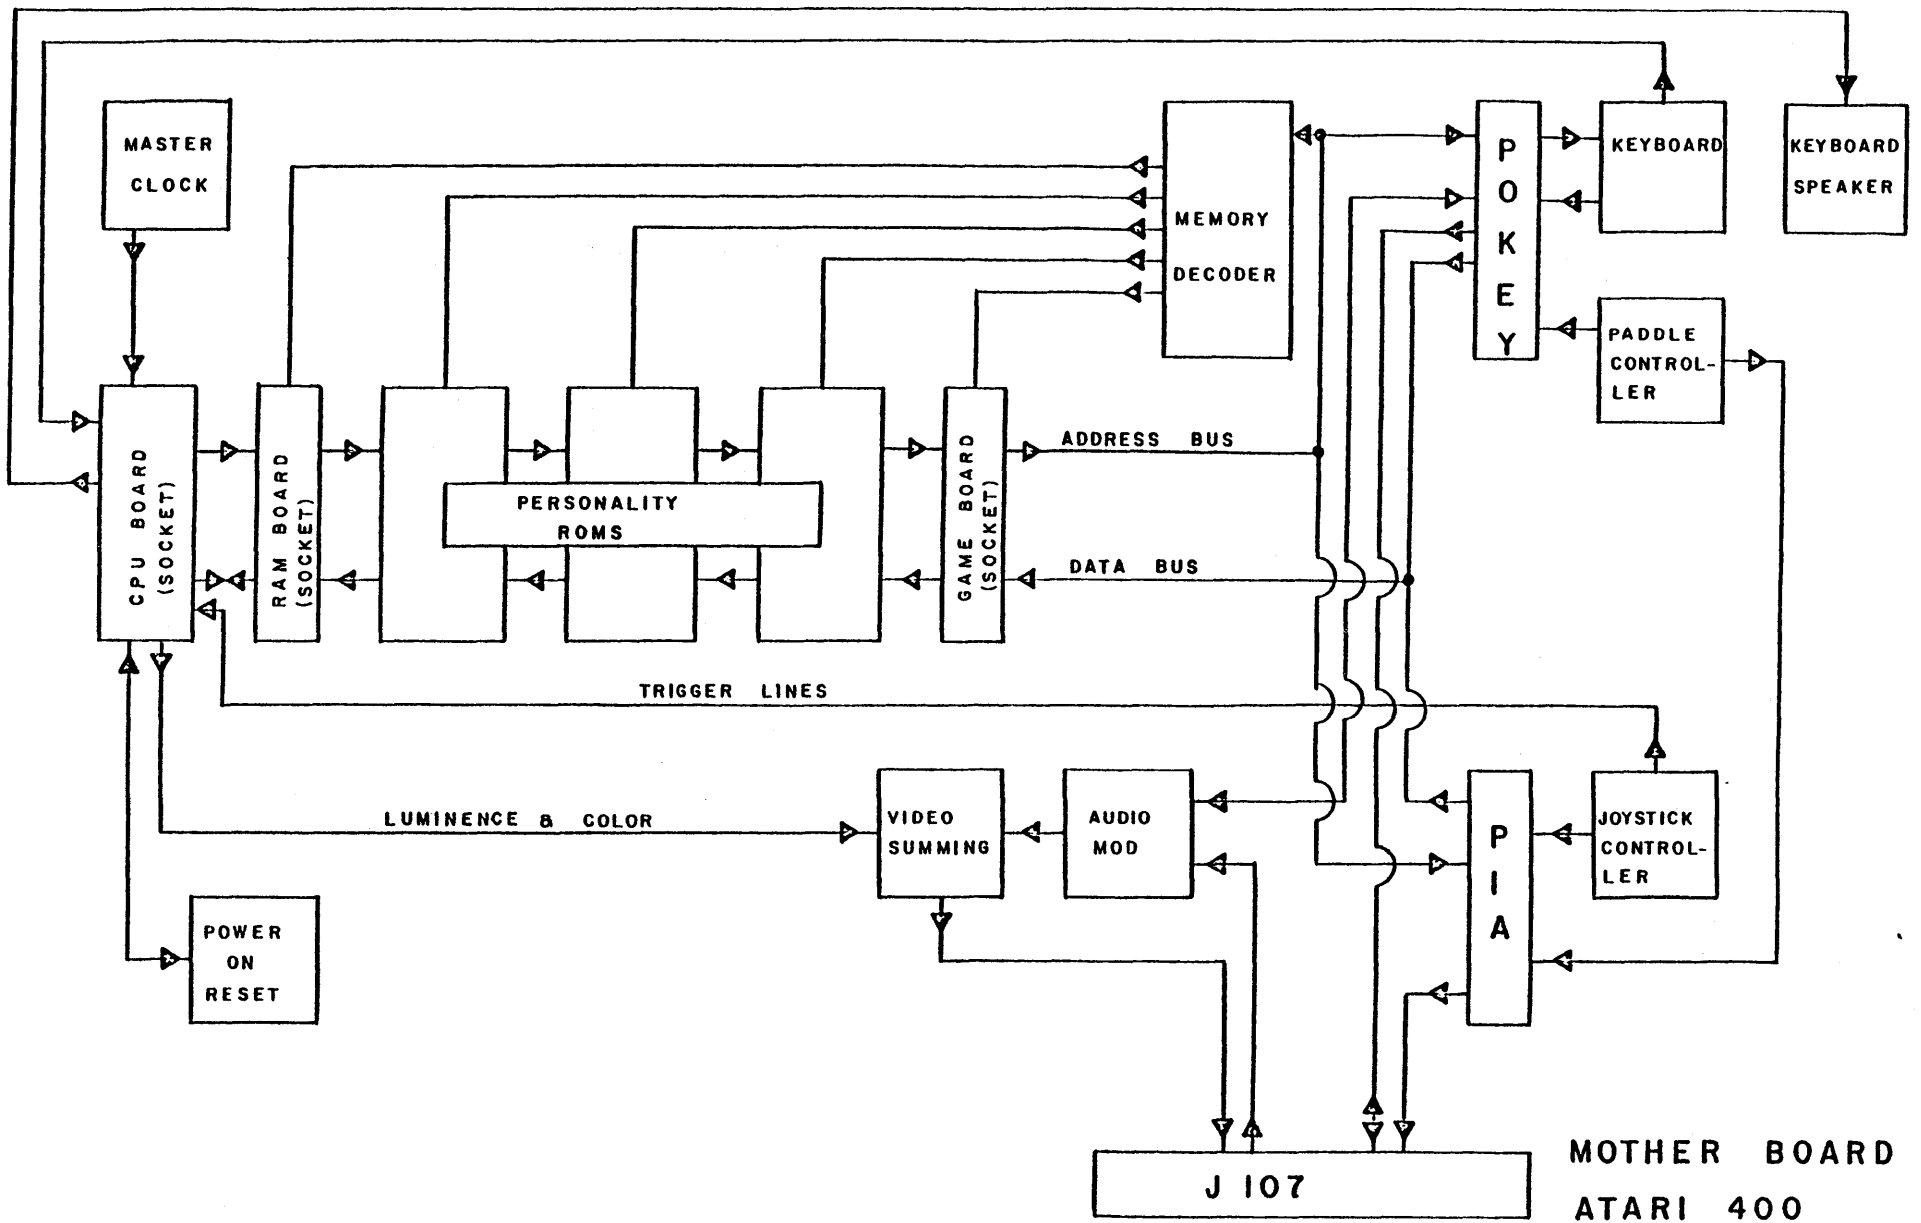 MASTER
CLOCK
MEMORY
DECODER
POKEY
KEYBOARD
KEYBOARD
SPEAKER
PADDLE
CONTROL-
LER
CPU BOARD
(SOCKET)
RAM BOARD
(SOCKET)
PERSONALITY
ROMS
GAME BOARD
(SOCKET)
ADDRESS BUS
DATA BUS
TRIGGER LINES
LUMINENCE & COLOR
VIDEO
SUMMING
AUDIO
MOD
PIA
JOYSTICK
CONTROL-
LER
POWER
ON
RESET
J 107
MOTHER BOARD
ATARI 400